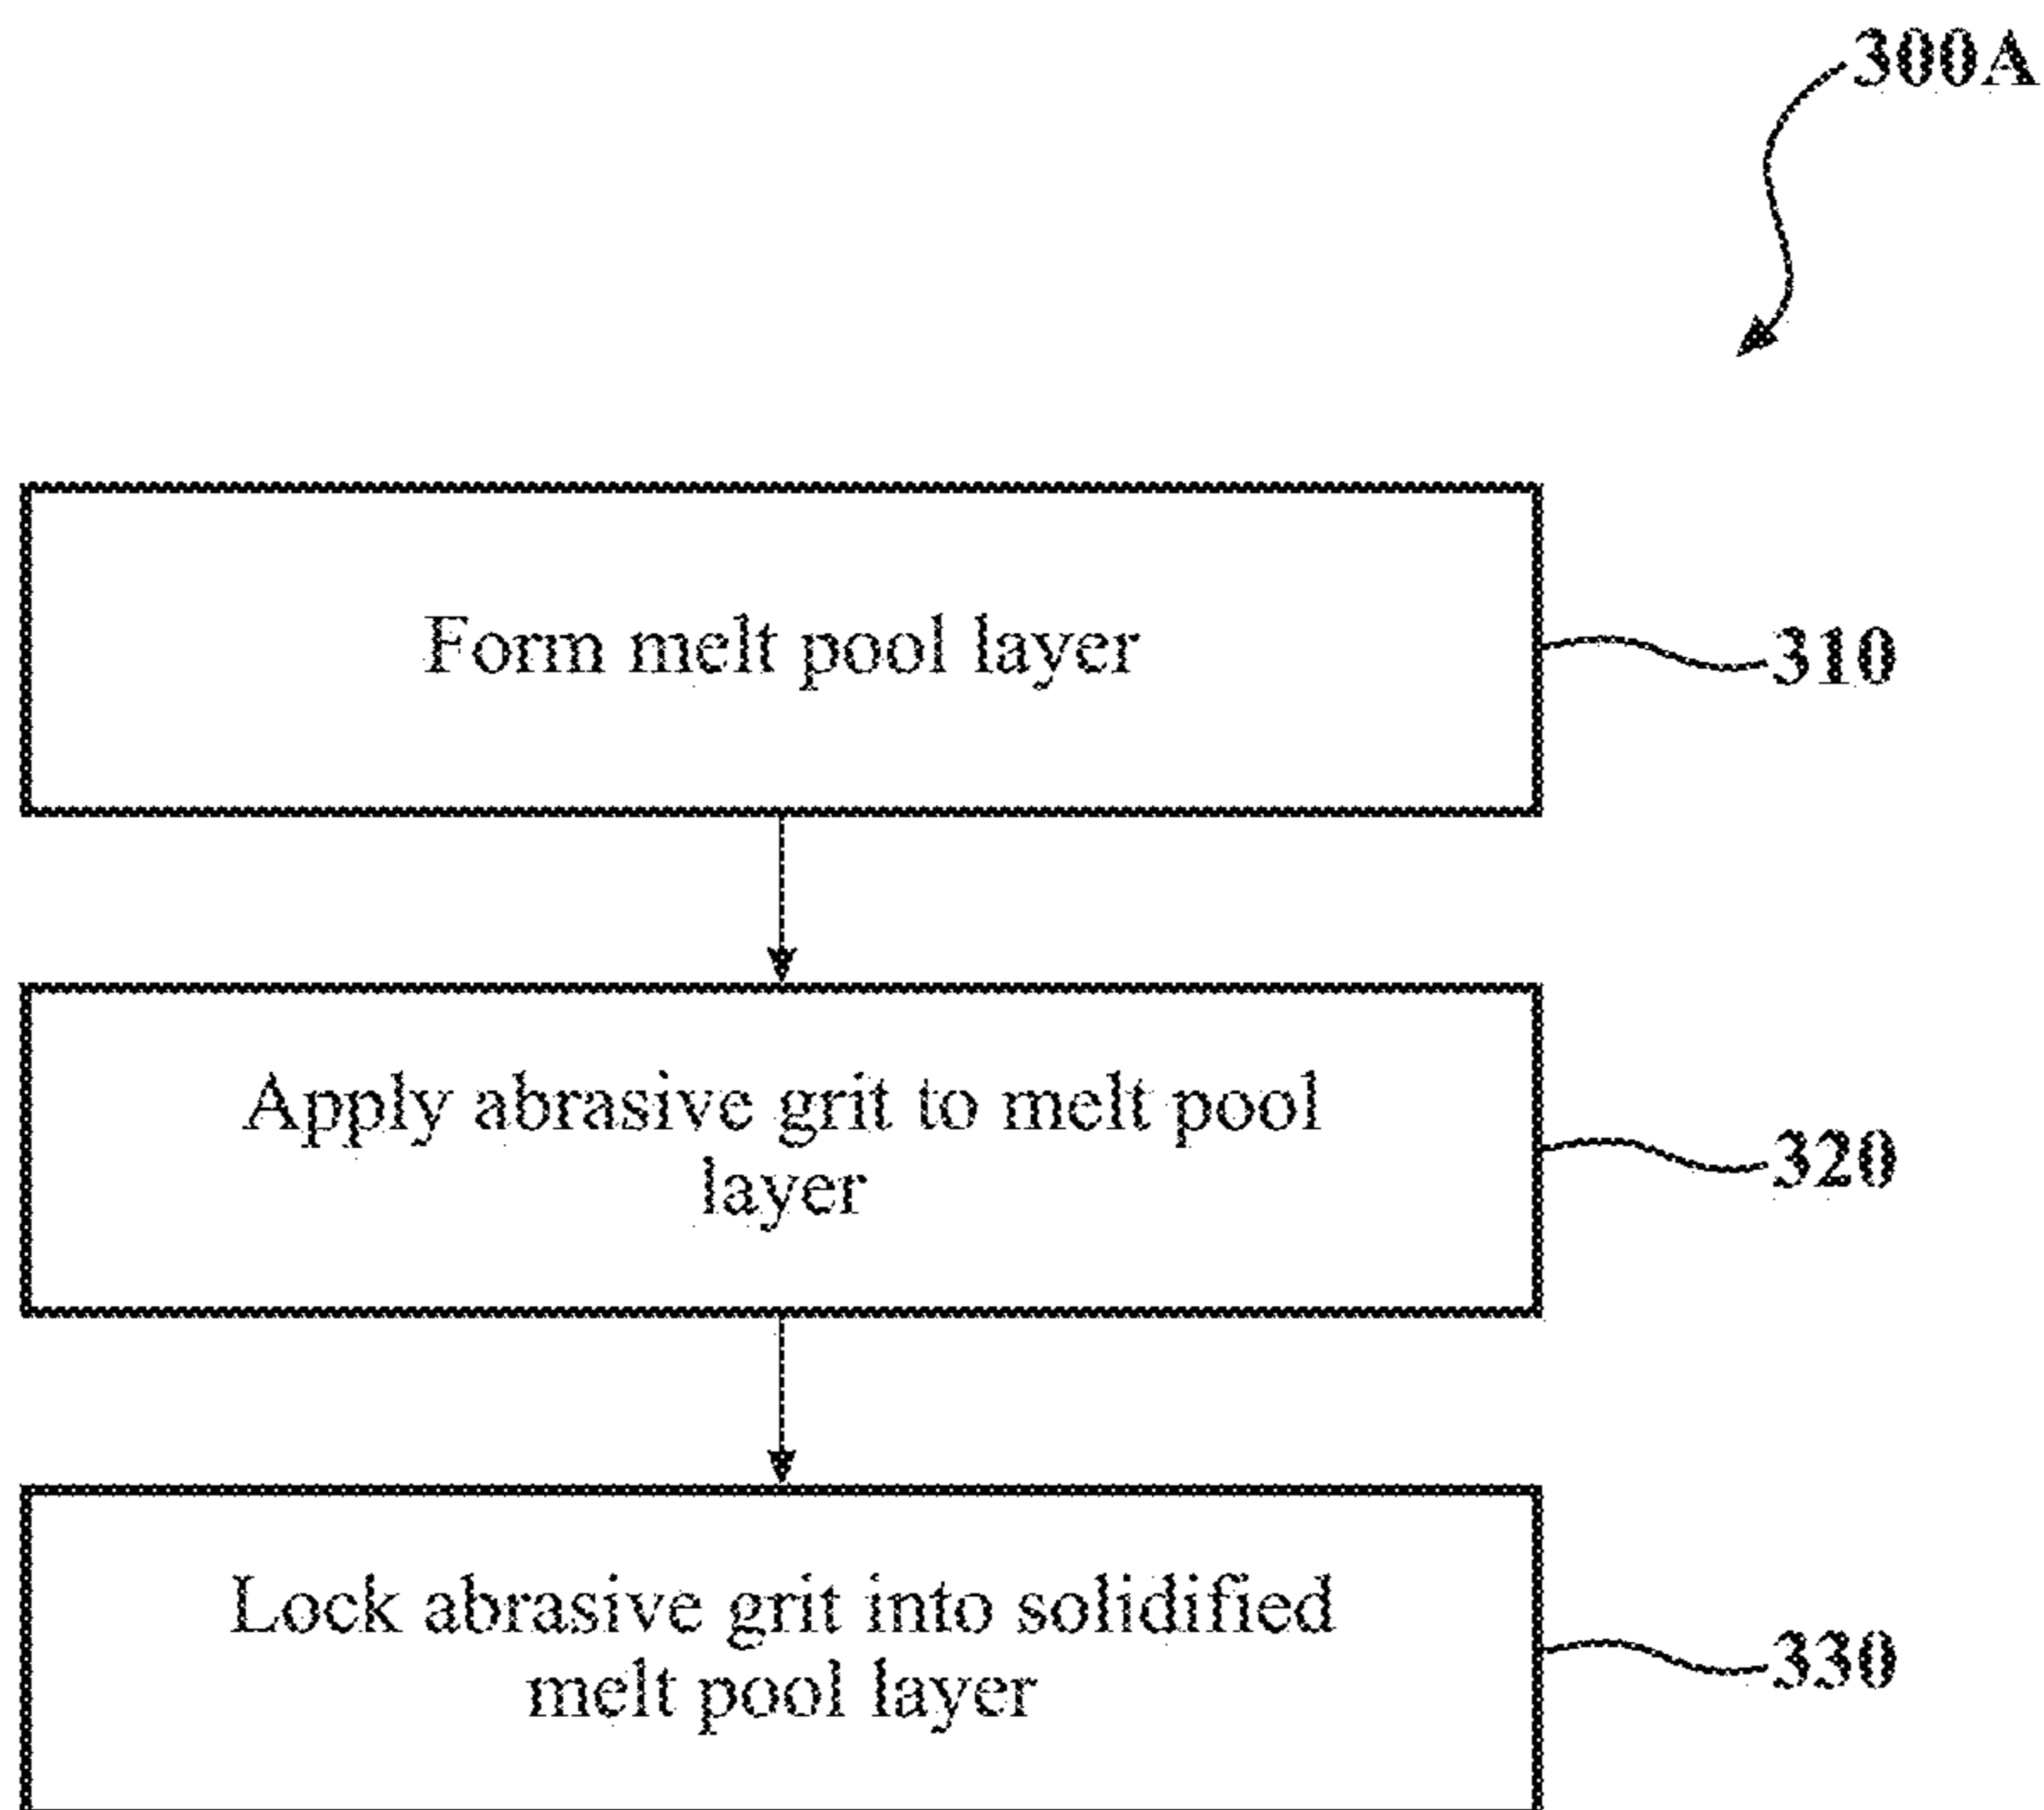 300A
Form melt pool layer
310
Apply abrasive grit to melt pool
layer
320
Lock abrasive grit into solidified
melt pool layer
330